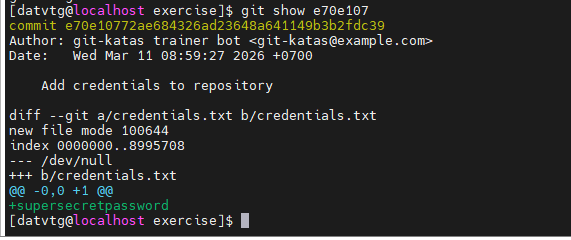 [datvtg@localhost exercise]$ git show e70e107
commit e70e10772ae684326ad23648a641149b3b2fdc39
Author: git-katas trainer bot <git-katas@example.com>
Date:   Wed Mar 11 08:59:27 2026 +0700
    Add credentials to repository
diff --git a/credentials.txt b/credentials.txt
new file mode 100644
index 0000000..8995708
--- /dev/null
+++ b/credentials.txt
@@ -0,0 +1 @@
+supersecretpassword
[datvtg@localhost exercise]$